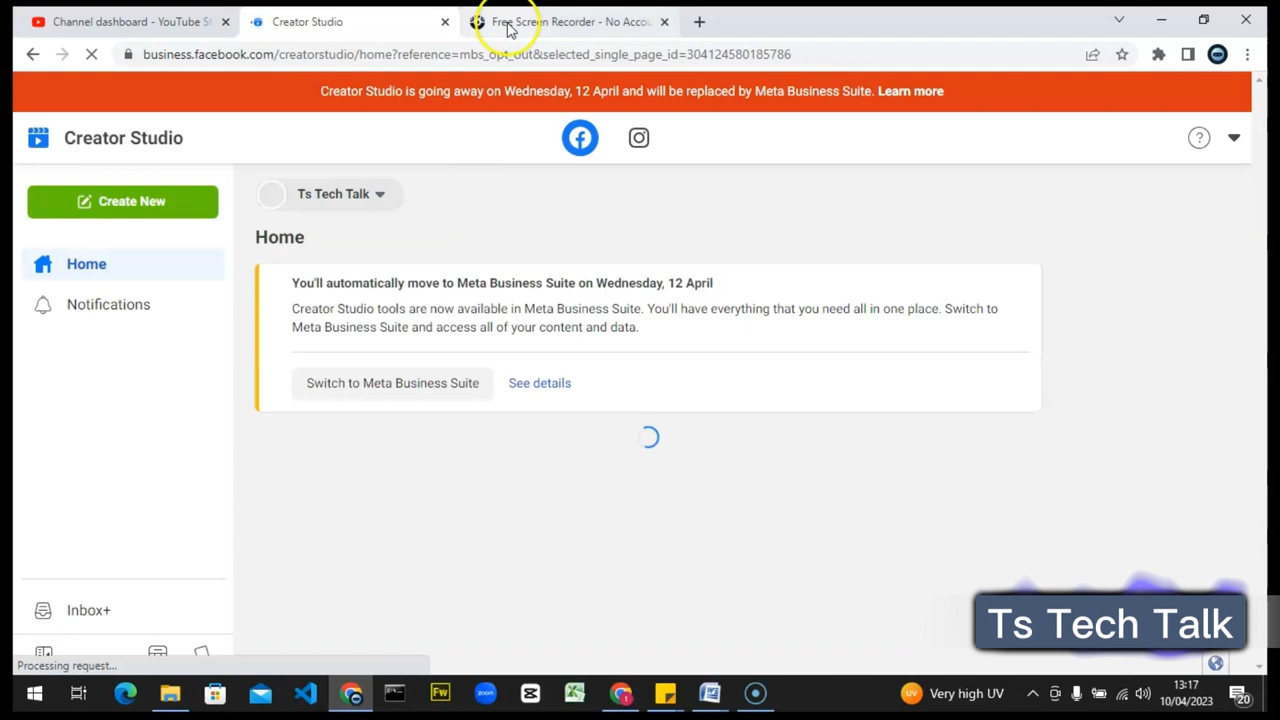 Channel dashboard - YouTube St
Creator Studio
Free Screen Recorder - No Accou
business.facebook.com/creatorstudio/home?reference=mbs_opt_out&selected_single_page_id=304124580185786
Creator Studio is going away on Wednesday, 12 April and will be replaced by Meta Business Suite. Learn more
Creator Studio
Create New
Ts Tech Talk
Home
Home
Notifications
You'll automatically move to Meta Business Suite on Wednesday, 12 April
Creator Studio tools are now available in Meta Business Suite. You'll have everything that you need all in one place. Switch to
Meta Business Suite and access all of your content and data.
Switch to Meta Business Suite
See details
Inbox+
Ts Tech Talk
Processing request...
Fw
zoom
Very high UV
13:17
10/04/2023
20